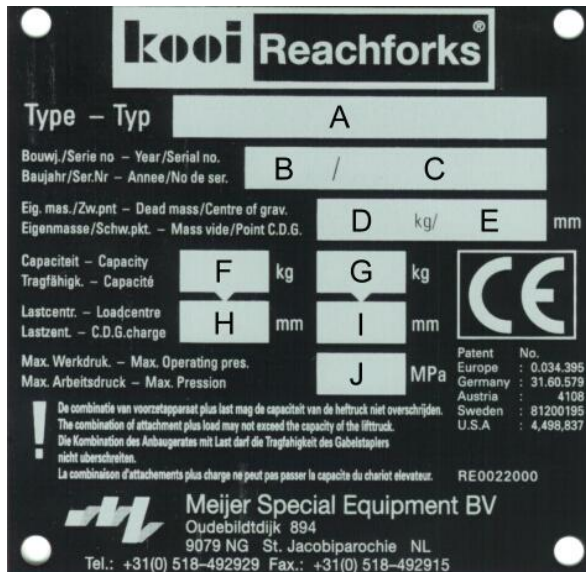 kooi Reachforks®
Type – Typ A
Bouwj./Serie no – Year/Serial no.
Baujahr/Ser.Nr – Annee/No de ser. B / C
Eig. mas./Zw.pnt – Dead mass/Centre of grav.
Eigenmasse/Schw.pkt. – Mass vide/Point C.D.G. D kg/ E mm
Capaciteit – Capacity
Tragfähigk. – Capacité F kg G kg
Lastcentr. – Loadcentre
Lastzent. – C.D.G.charge H mm I mm
Max. Werkdruk. – Max. Operating pres.
Max. Arbeitsdruck – Max. Pression J MPa
CE
Patent No.
Europe : 0.034.395
Germany : 31.60.579
Austria : 4108
Sweden : 81200195
U.S.A : 4,498,837
! De combinatie van voorzetapparaat plus last mag de capaciteit van de heftruck niet overschrijden.
The combination of attachment plus load may not exceed the capacity of the lifttruck.
Die Kombination des Anbaugerates mit Last darf die Tragfahigkeit des Gabelstaplers
nicht uberschreiten.
La combinaison d'attachements plus charge ne peut pas passer la capacite du chariot elevateur.
RE0022000
Meijer Special Equipment BV
Oudebildtdijk 894
9079 NG St. Jacobiparochie NL
Tel.: +31(0) 518–492929 Fax.: +31(0) 518–492915